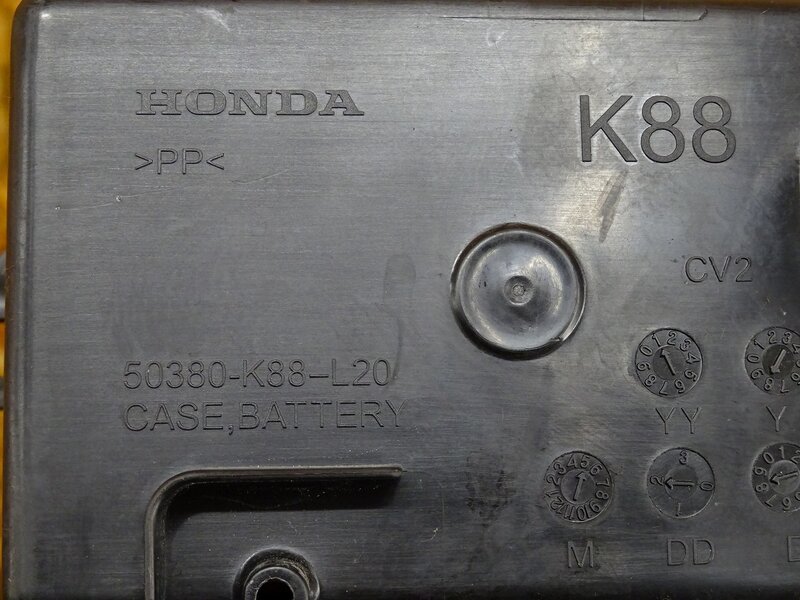 HONDA
K88
>PP<
CV2
50380-K88-L20
CASE,BATTERY
YY
Y
M
DD